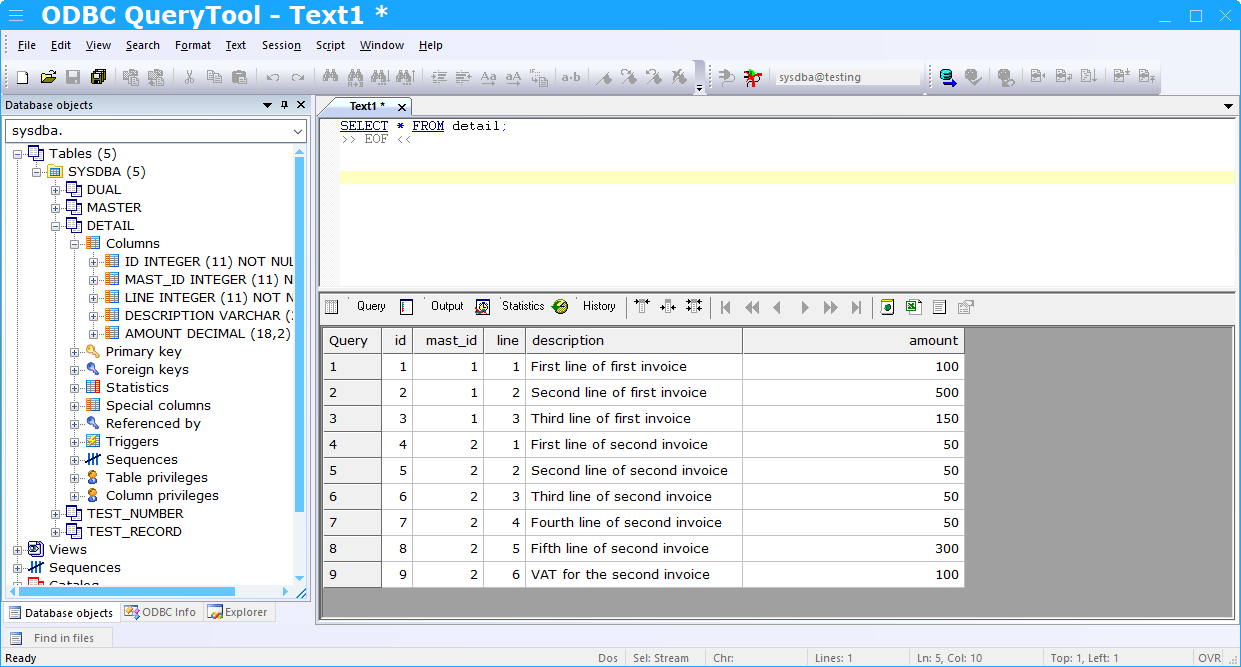 ODBC QueryTool - Text1 *
File Edit View Search Format Text Session Script Window Help
Aa aA a-b sysdba@testing
Database objects
sysdba.
Tables (5)
SYSDBA (5)
DUAL
MASTER
DETAIL
Columns
ID INTEGER (11) NOT NUL
MAST_ID INTEGER (11) N
LINE INTEGER (11) NOT N
DESCRIPTION VARCHAR (
AMOUNT DECIMAL (18,2)
Primary key
Foreign keys
Statistics
Special columns
Referenced by
Triggers
Sequences
Table privileges
Column privileges
TEST_NUMBER
TEST_RECORD
Views
Sequences
Catalog
Database objects ODBC Info Explorer
Find in files
Text1 *
SELECT * FROM detail;
>> EOF <<
Query Output Statistics History
Query id mast_id line description amount
1 1 1 1 First line of first invoice 100
2 2 1 2 Second line of first invoice 500
3 3 1 3 Third line of first invoice 150
4 4 2 1 First line of second invoice 50
5 5 2 2 Second line of second invoice 50
6 6 2 3 Third line of second invoice 50
7 7 2 4 Fourth line of second invoice 50
8 8 2 5 Fifth line of second invoice 300
9 9 2 6 VAT for the second invoice 100
Ready Dos Sel: Stream Chr: Lines: 1 Ln: 5, Col: 10 Top: 1, Left: 1 OVR